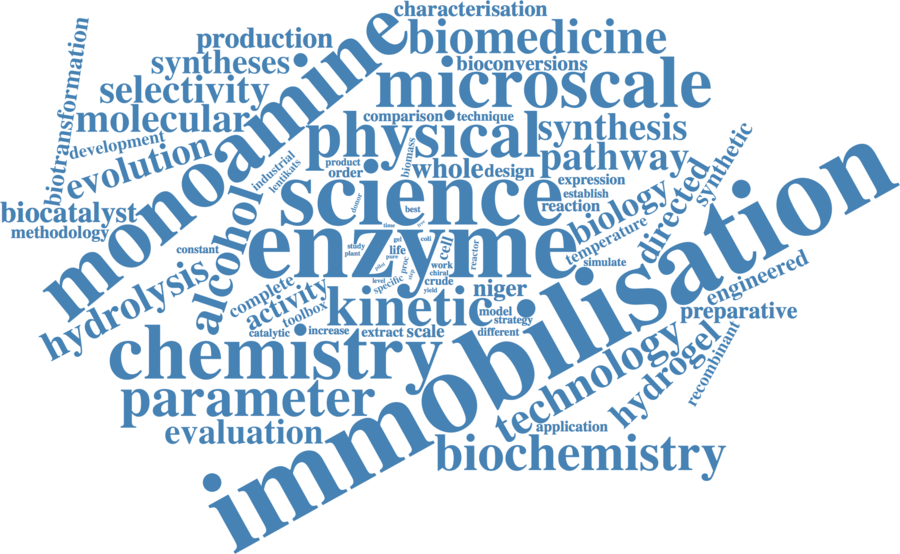 characterisation
production
biomedicine
syntheses
bioconversions
selectivity
microscale
monoamine
biotransformation
molecular
comparison
technique
physical
synthesis
development
evolution
pathway
synthetic
industrial
lentikats
product
order
biomass
whole
design
expression
establish
biocatalyst
methodology
science
donor
best
reaction
biology
directed
alcohol
time
enzyme
temperature
constant
study
plant
gel
coli
life
pure
cell
reactor
simulate
hydrolysis
pilot
proc
step
work
chiral
level
specific
crude
yield
immobilisation
engineered
complete
activity
toolbox
kinetic
niger
model
strategy
preparative
catalytic
increase
extract
scale
different
chemistry
technology
hydrogel
recombinant
parameter
evaluation
application
biochemistry